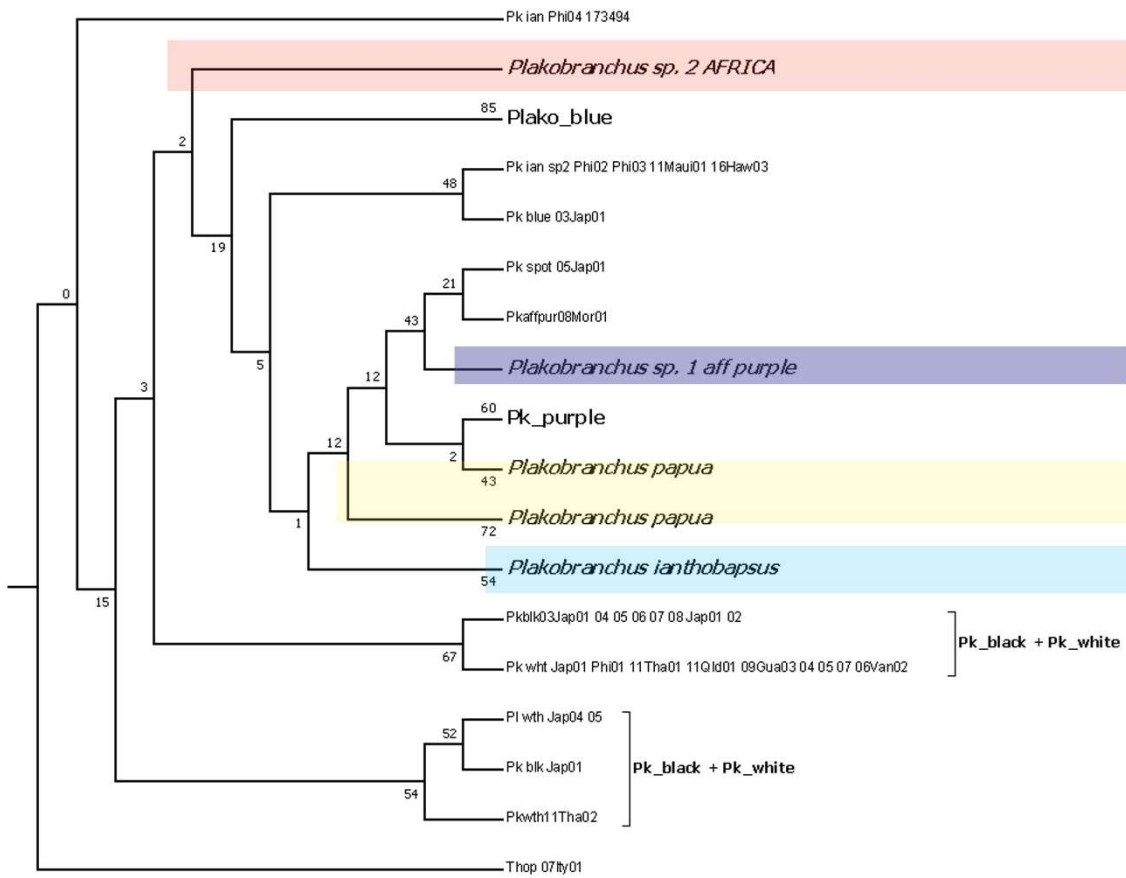 Pk ian Phi04 173494
Plakobranchus sp. 2 AFRICA
2
85
Plako_blue
Pk ian sp2 Phi02 Phi03 11Maui01 16Haw03
48
Pk blue 03Jap01
19
Pk spot 05Jap01
21
0
Pkaffpur08Mor01
43
5
Plakobranchus sp. 1 aff purple
12
3
60
Pk_purple
12
2
Plakobranchus papua
43
Plakobranchus papua
1
72
Plakobranchus ianthobapsus
54
15
Pkblk03Jap01 04 05 06 07 08 Jap01 02
Pk_black + Pk_white
67
Pk wht Jap01 Phi01 11Tha01 11Qld01 09Gua03 04 05 07 06Van02
Pl wth Jap04 05
52
Pk blk Jap01
Pk_black + Pk_white
54
Pkwth11Tha02
Thop 07Ity01